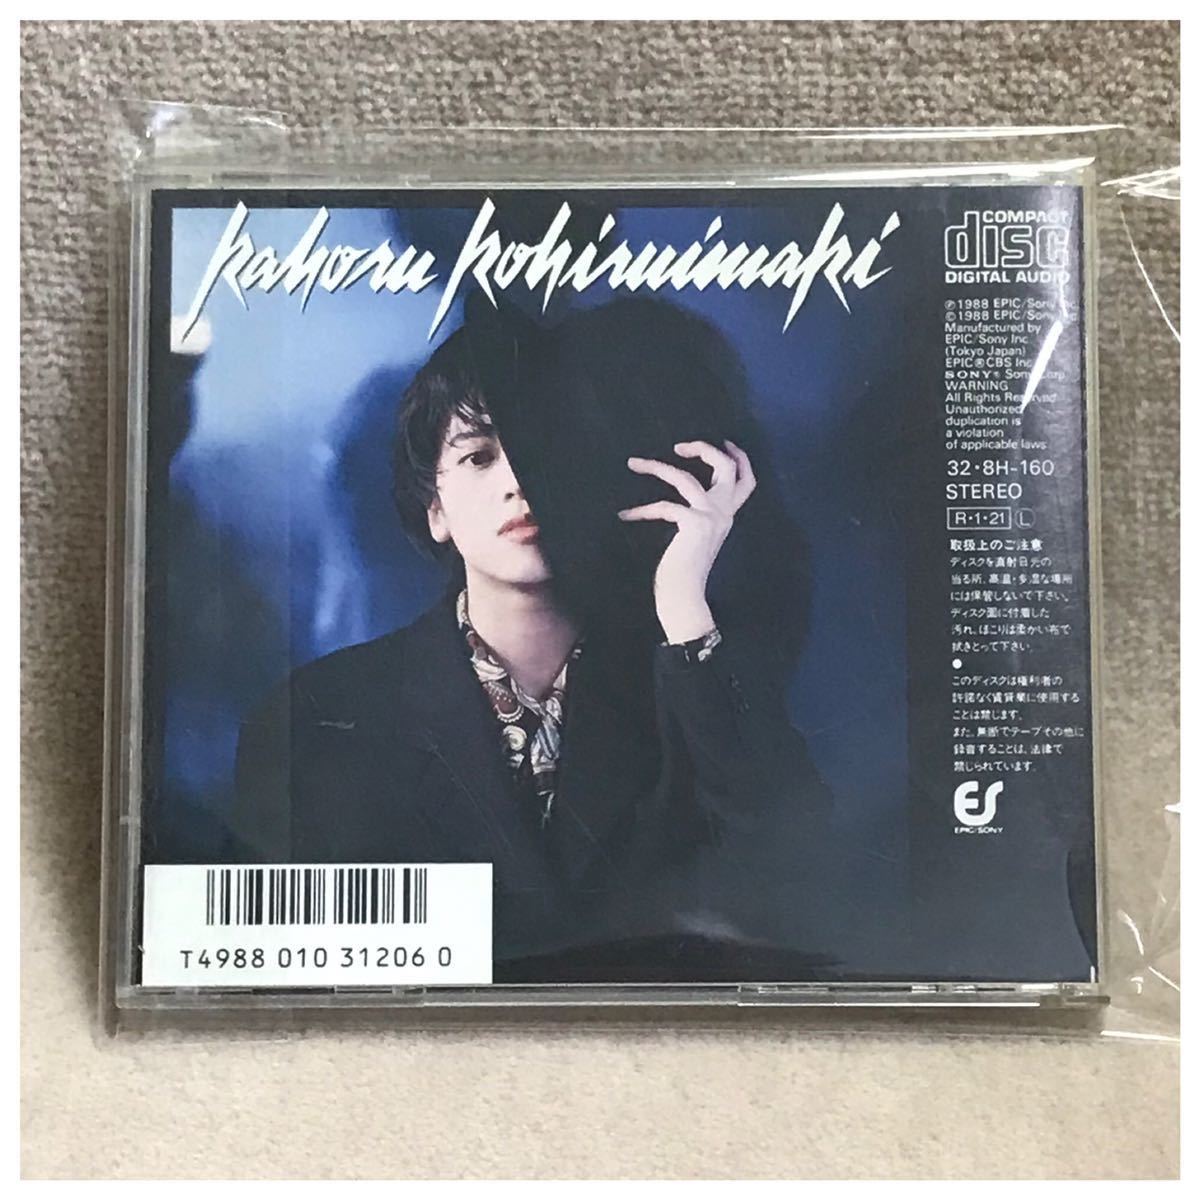 Kahoru Kohiruimaki
COMPACT
disc
DIGITAL AUDIO
℗1988 EPIC/Sony Inc.
©1988 EPIC/Sony Inc.
Manufactured by
EPIC/Sony Inc
(Tokyo Japan)
EPIC®CBS Inc
SONY® Sony Corp.
WARNING
All Rights Reserved
Unauthorized
duplication is
a violation
of applicable laws.
32・8H-160
STEREO
R・1・21 Ⓛ
取扱上のご注意
ディスクを直射日光の
当る所、高温・多湿な場所
には保管しないで下さい。
ディスク面に付着した
汚れ、ほこりは柔かい布で
拭きとって下さい。
●
このディスクは権利者の
許諾なく賃貸業に使用する
ことは禁じます。
また、無断でテープその他に
録音することは、法律で
禁じられています。
ES
EPIC/SONY
T4988 010 31206 0